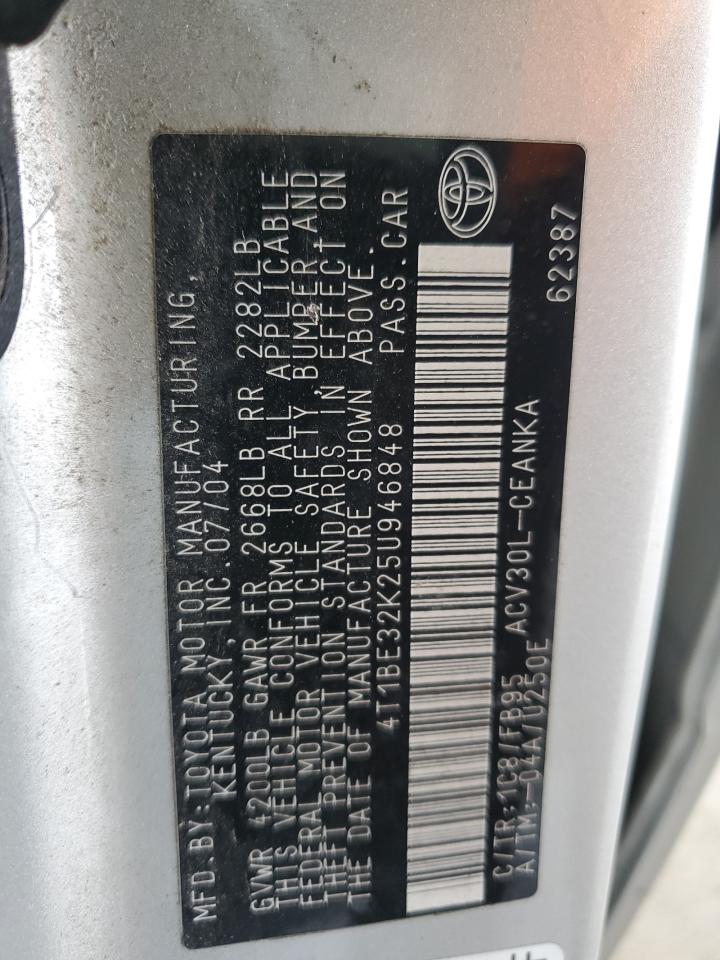 MFD.BY:TOYOTA MOTOR MANUFACTURING,
KENTUCKY, INC.07/04
GVWR 4200LB GAWR FR 2668LB RR 2282LB
THIS VEHICLE CONFORMS TO ALL APPLICABLE
FEDERAL MOTOR VEHICLE SAFETY, BUMPER, AND
THEFT PREVENTION STANDARDS IN EFFECT ON
THE DATE OF MANUFACTURE SHOWN ABOVE.
4T1BE32K25U946848 PASS.CAR
C/TR:1C8/FB95 ACV30L-CEANKA
A/TM:-04A/U250E 62387